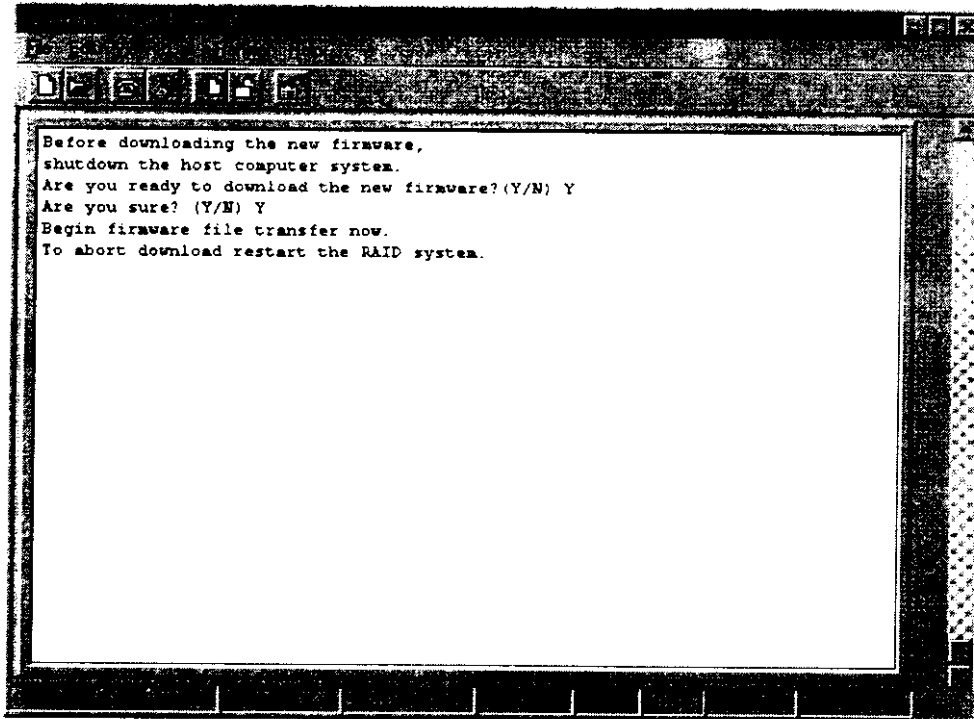 Before downloading the new firmware,
shutdown the host computer system.
Are you ready to download the new firmware?(Y/N) Y
Are you sure? (Y/N) Y
Begin firmware file transfer now.
To abort download restart the RAID system.